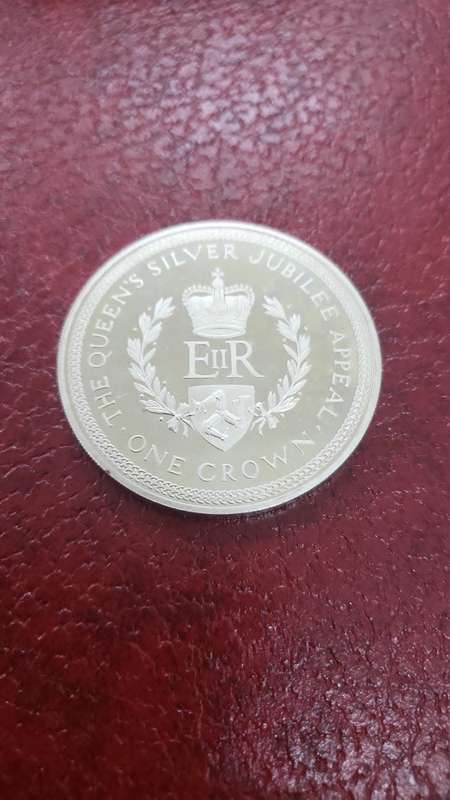 THE QUEEN'S SILVER JUBILEE APPEAL
EIIR
· ONE CROWN ·